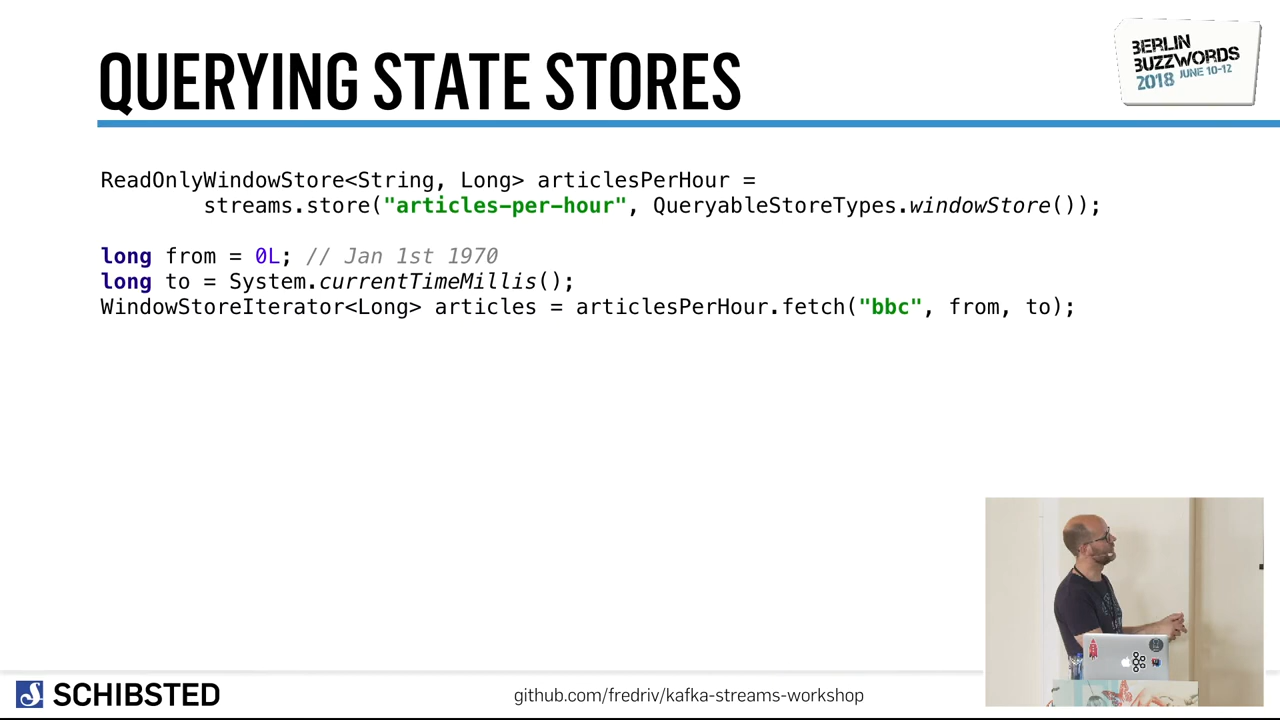 QUERYING STATE STORES
BERLIN
BUZZWORDS
2018 JUNE 10-12
ReadOnlyWindowStore<String, Long> articlesPerHour =
streams.store("articles-per-hour", QueryableStoreTypes.windowStore());
long from = 0L; // Jan 1st 1970
long to = System.currentTimeMillis();
WindowStoreIterator<Long> articles = articlesPerHour.fetch("bbc", from, to);
SCHIBSTED
github.com/fredriv/kafka-streams-workshop